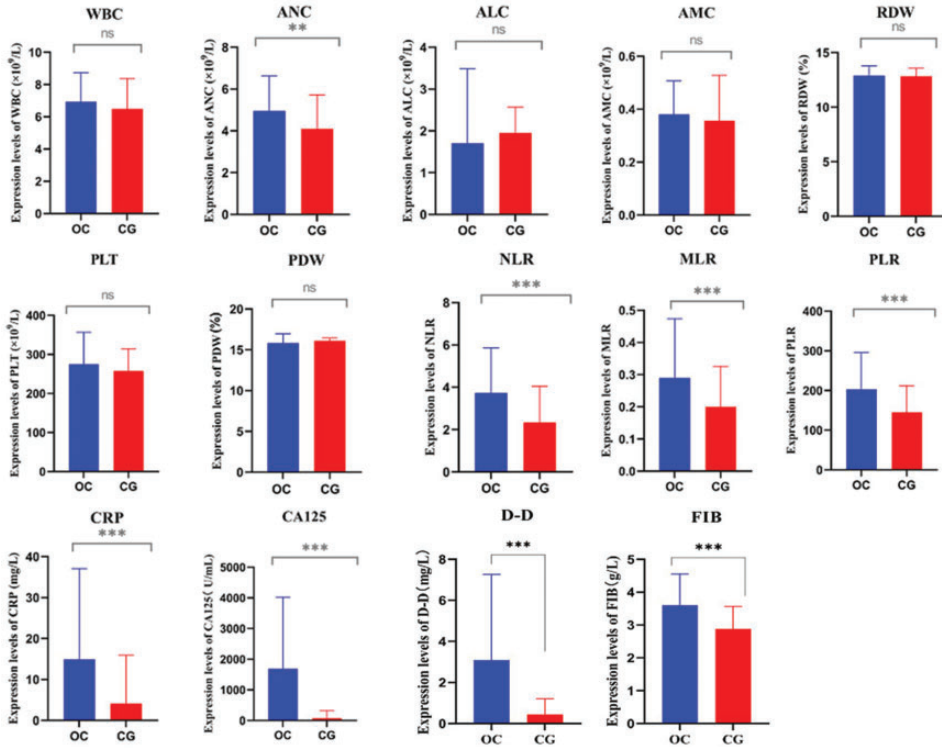 WBC
ns
Expression levels of WBC (×10⁹/L)
10
8
6
4
2
0
OC CG
ANC
**
Expression levels of ANC (×10⁹/L)
8
6
4
2
0
OC CG
ALC
ns
Expression levels of ALC (×10⁹/L)
4
3
2
1
0
OC CG
AMC
ns
Expression levels of AMC (×10⁹/L)
0.6
0.4
0.2
0.0
OC CG
RDW
ns
Expression levels of RDW (%)
15
10
5
0
OC CG
PLT
ns
Expression levels of PLT (×10⁹/L)
400
300
200
100
0
OC CG
PDW
ns
Expression levels of PDW (%)
20
15
10
5
0
OC CG
NLR
***
Expression levels of NLR
8
6
4
2
0
OC CG
MLR
***
Expression levels of MLR
0.5
0.4
0.3
0.2
0.1
0.0
OC CG
PLR
***
Expression levels of PLR
400
300
200
100
0
OC CG
CRP
***
Expression levels of CRP (mg/L)
40
30
20
10
0
OC CG
CA125
***
Expression levels of CA125( U/mL)
5000
4000
3000
2000
1000
0
OC CG
D-D
***
Expression levels of D-D(mg/L)
8
6
4
2
0
OC CG
FIB
***
Expression levels of FIB(g/L)
5
4
3
2
1
0
OC CG